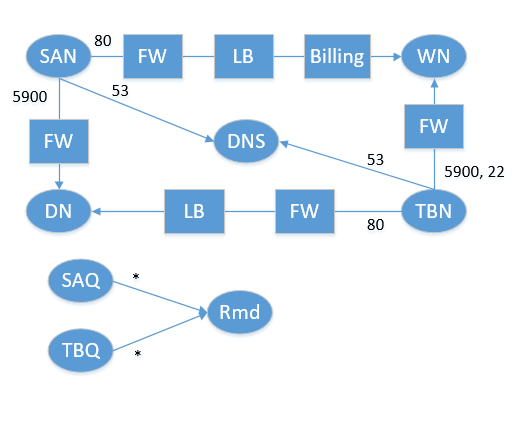 80
SAN
FW
LB
Billing
WN
5900
53
FW
FW
DNS
53
5900, 22
DN
LB
FW
TBN
80
SAQ
*
Rmd
TBQ
*